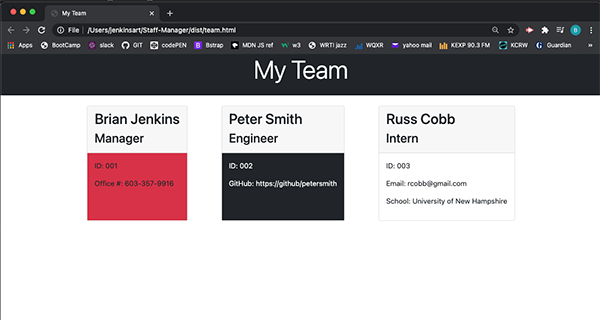 My Team
File /Users/jenkinsart/Staff-Manager/dist/team.html
B
Apps BootCamp slack GIT codePEN Bstrap MDN JS ref w3 WRTI jazz WQXR yahoo mail KEXP 90.3 FM KCRW Guardian
My Team
Brian Jenkins
Manager
ID: 001
Office #: 603-357-9916
Peter Smith
Engineer
ID: 002
GitHub: https://github/petersmith
Russ Cobb
Intern
ID: 003
Email: rcobb@gmail.com
School: University of New Hampshire